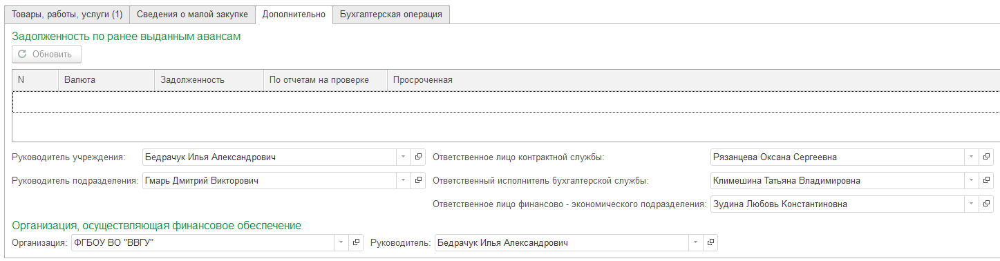 Товары, работы, услуги (1) Сведения о малой закупке Дополнительно Бухгалтерская операция
Задолженность по ранее выданным авансам
Обновить
N Валюта Задолженность По отчетам на проверке Просроченная
Руководитель учреждения: Бедрачук Илья Александрович Ответственное лицо контрактной службы: Рязанцева Оксана Сергеевна
Руководитель подразделения: Гмарь Дмитрий Викторович Ответственный исполнитель бухгалтерской службы: Климешина Татьяна Владимировна
Ответственное лицо финансово - экономического подразделения: Зудина Любовь Константиновна
Организация, осуществляющая финансовое обеспечение
Организация: ФГБОУ ВО "ВВГУ" Руководитель: Бедрачук Илья Александрович